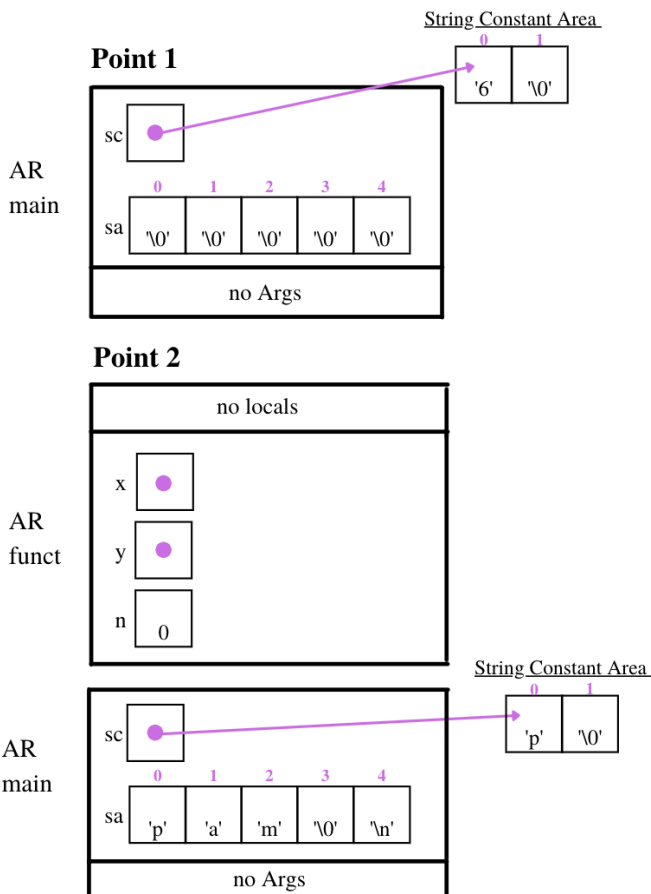 String Constant Area
0 1
Point 1
'6' '\0'
sc
AR
main
0 1 2 3 4
sa
'\0' '\0' '\0' '\0' '\0'
no Args
Point 2
no locals
x
AR
funct
y
n
0
String Constant Area
0 1
sc
'p' '\0'
AR
main
0 1 2 3 4
sa
'p' 'a' 'm' '\0' '\n'
no Args